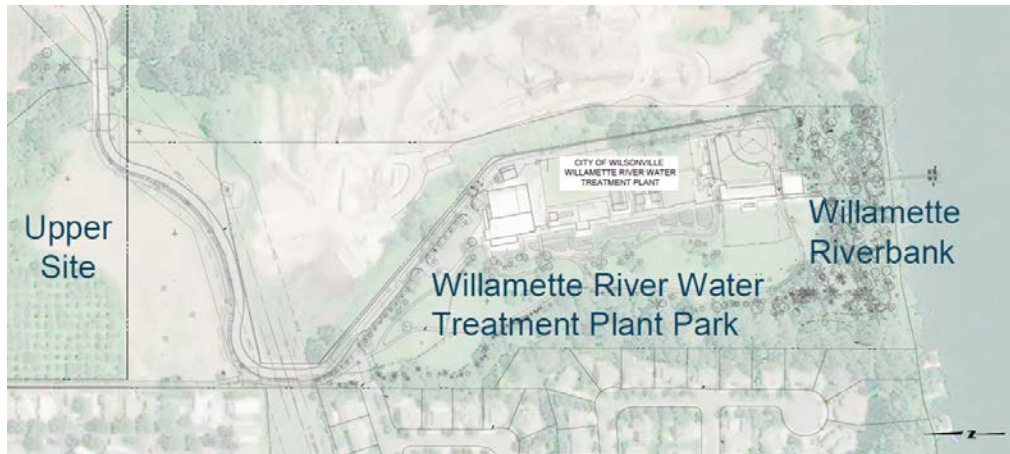 CITY OF WILSONVILLE
WILLAMETTE RIVER WATER
TREATMENT PLANT
Upper
Site
Willamette
Riverbank
Willamette River Water
Treatment Plant Park
Z